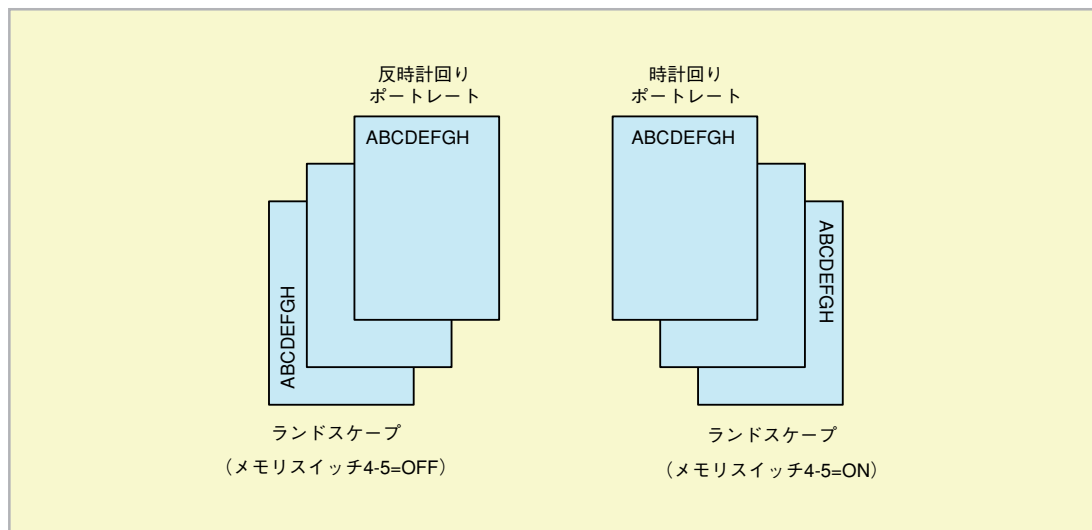 反時計回り
ポートレート
ABCDEFGH
ABCDEFGH
ランドスケープ
（メモリスイッチ4-5=OFF）
時計回り
ポートレート
ABCDEFGH
ABCDEFGH
ランドスケープ
（メモリスイッチ4-5=ON）